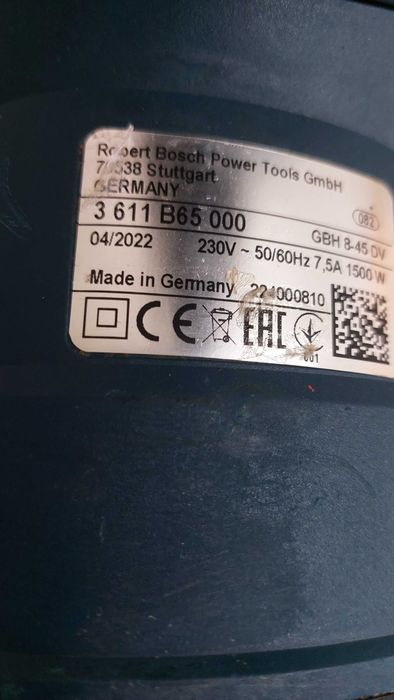 Robert Bosch Power Tools GmbH
Stuttgart
GERMANY
082
3 611 B65 000
GBH 8-45 DV
04/2022 230V ~ 50/60Hz 7,5A 1500 W
Made in Germany
CE EAC
001